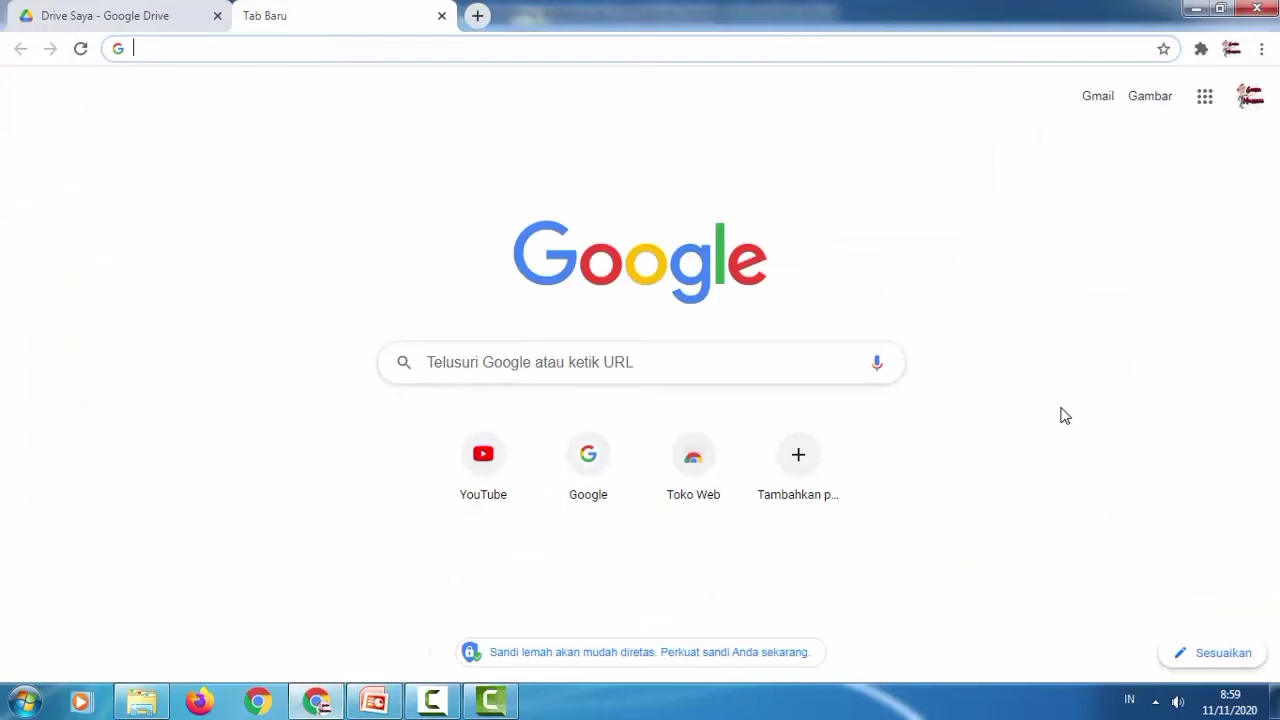 Drive Saya - Google Drive
Tab Baru
Gmail
Gambar
Google
Telusuri Google atau ketik URL
YouTube
Google
Toko Web
Tambahkan p...
Sandi lemah akan mudah diretas. Perkuat sandi Anda sekarang.
Sesuaikan
IN
8:59
11/11/2020